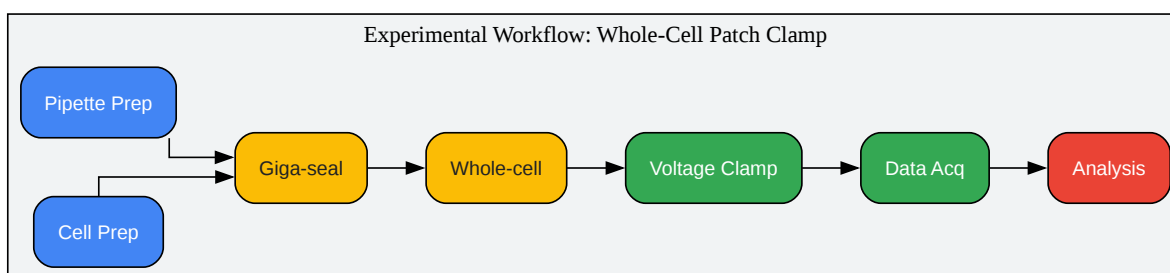 Experimental Workflow: Whole-Cell Patch Clamp
Pipette Prep
Cell Prep
Giga-seal
Whole-cell
Voltage Clamp
Data Acq
Analysis